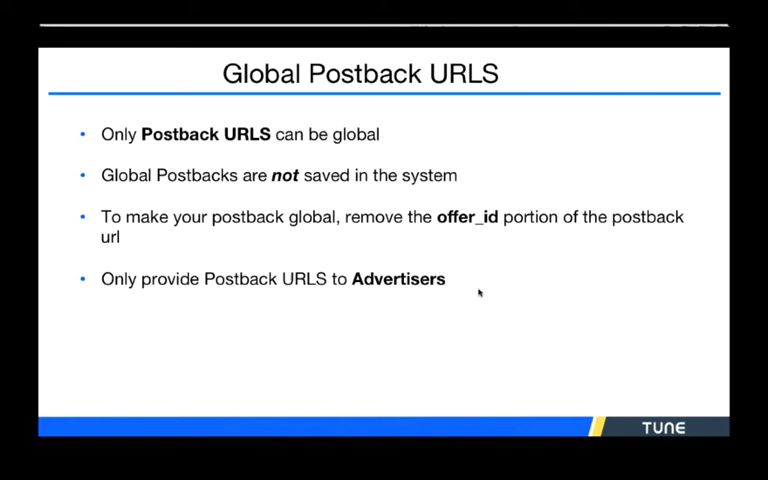 Global Postback URLS
• Only Postback URLS can be global
• Global Postbacks are not saved in the system
• To make your postback global, remove the offer_id portion of the postback
url
• Only provide Postback URLS to Advertisers
TUNE